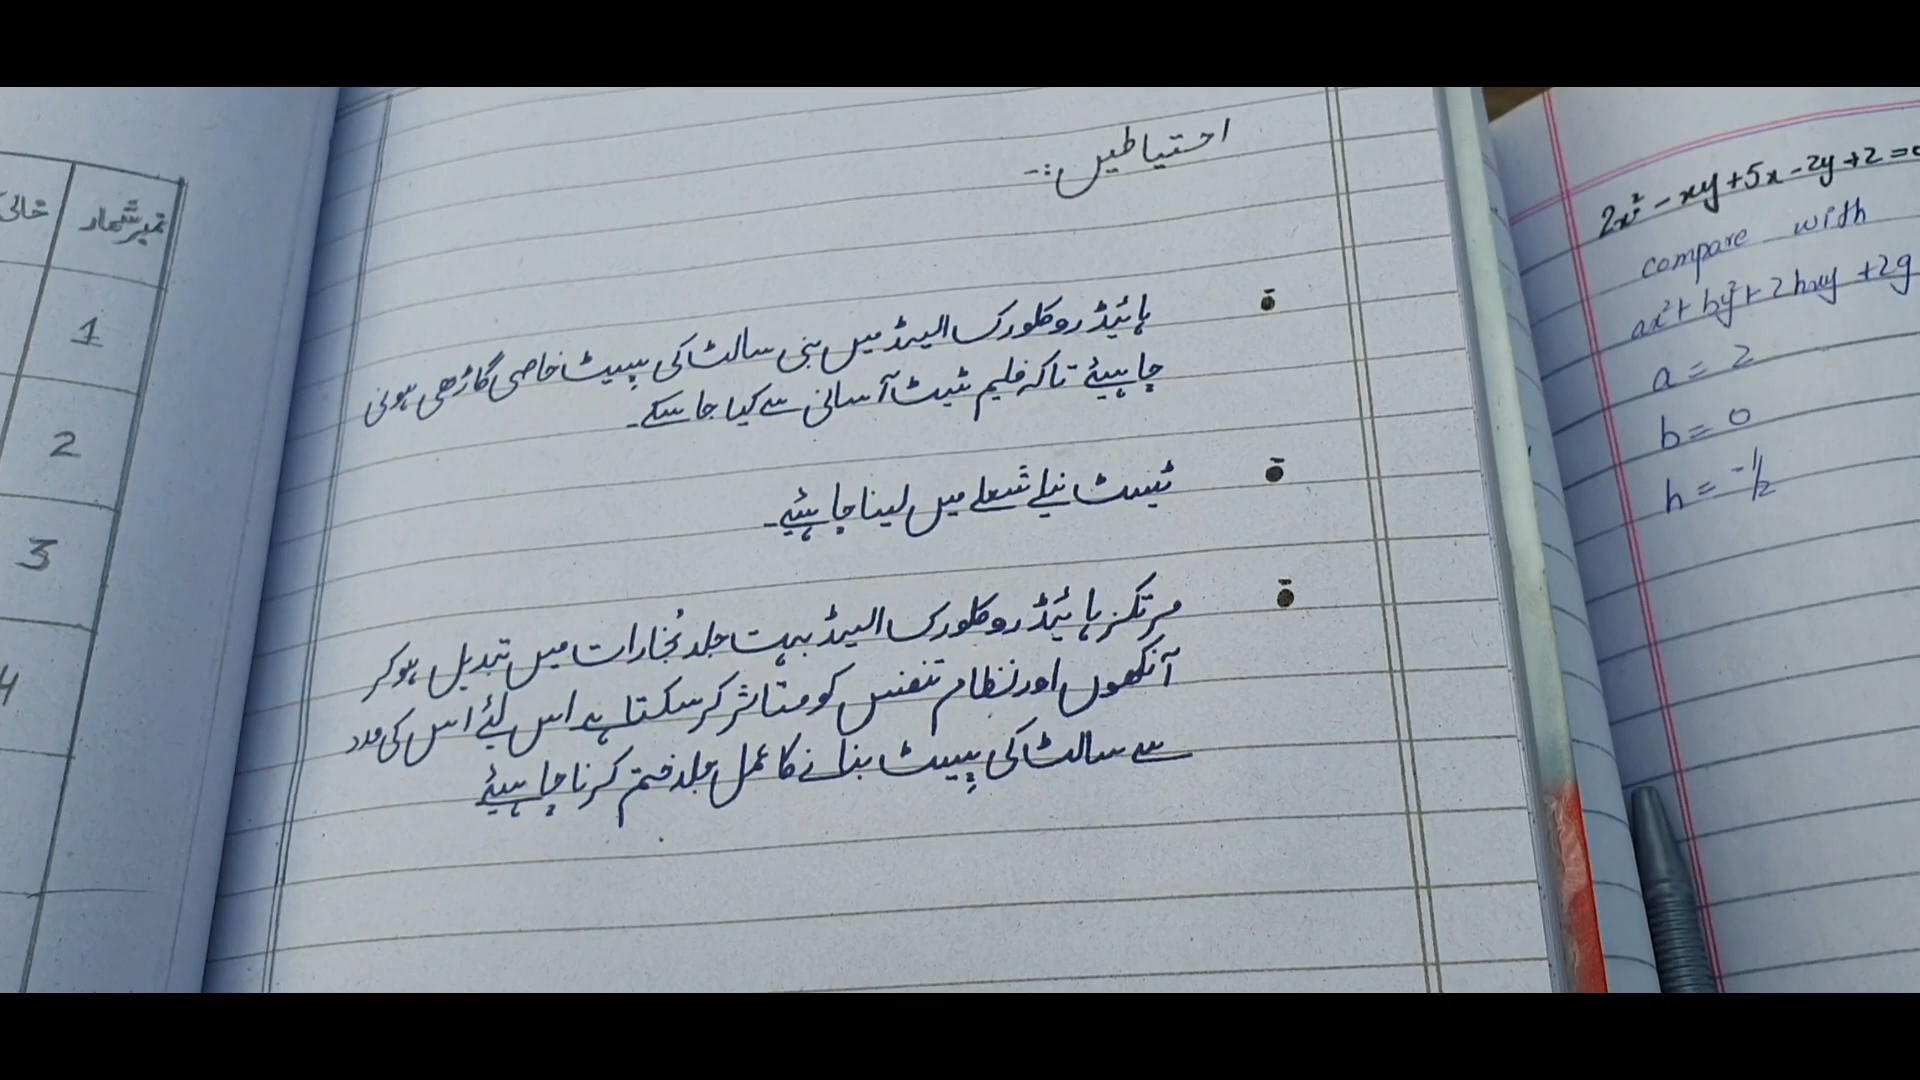 احتیاطیں:-
ہائیڈروکلورک ایسڈ میں بنی سالٹ کی پیسٹ خاصی گاڑھی ہونی
چاہیئے تاکہ فلیم ٹیسٹ آسانی سے کیا جا سکے۔
ٹیسٹ نیلے شعلے میں لینا چاہیئے۔
مرتکز ہائیڈروکلورک ایسڈ بہت جلد بُخارات میں تبدیل ہو کر
آنکھوں اور نظام تنفس کو متاثر کر سکتا ہے اس لیئے اس کی مدد
سے سالٹ کی پیسٹ بنانے کا عمل جلد ختم کرنا چاہیئے
نمبر شمار
1
2
3
4
2x² - xy + 5x - 2y + 2 = 0
compare with
ax² + by² + 2hxy + 2g
a = 2
b = 0
h = -1/2